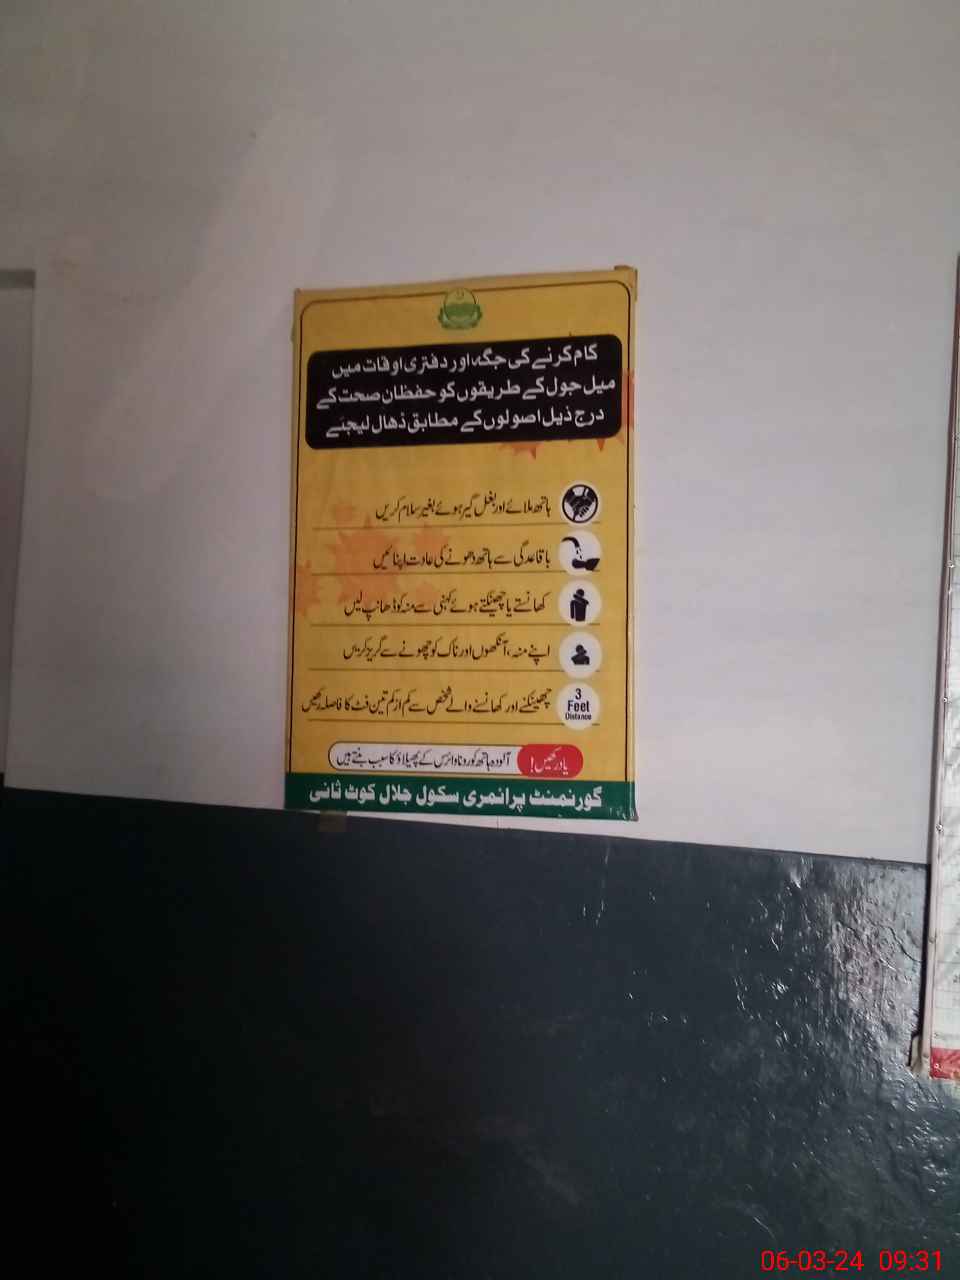 کام کرنے کی جگہ اور دفتری اوقات میں
میل جول کے طریقوں کو حفظان صحت کے
درج ذیل اصولوں کے مطابق ڈھال لیجئے
ہاتھ ملائے اور بغل گیر ہوئے بغیر سلام کریں
باقاعدگی سے ہاتھ دھونے کی عادت اپنائیں
کھانستے یا چھینکتے ہوئے کہنی سے منہ کو ڈھانپ لیں
اپنے منہ، آنکھوں اور ناک کو چھونے سے گریز کریں
چھینکنے اور کھانسنے والے شخص سے کم از کم تین فٹ کا فاصلہ رکھیں
3
Feet
Distance
یاد رکھیں! آلودہ ہاتھ کورونا وائرس کے پھیلاؤ کا سبب بنتے ہیں
گورنمنٹ پرائمری سکول جلال کوٹ ثانی
06-03-24 09:31